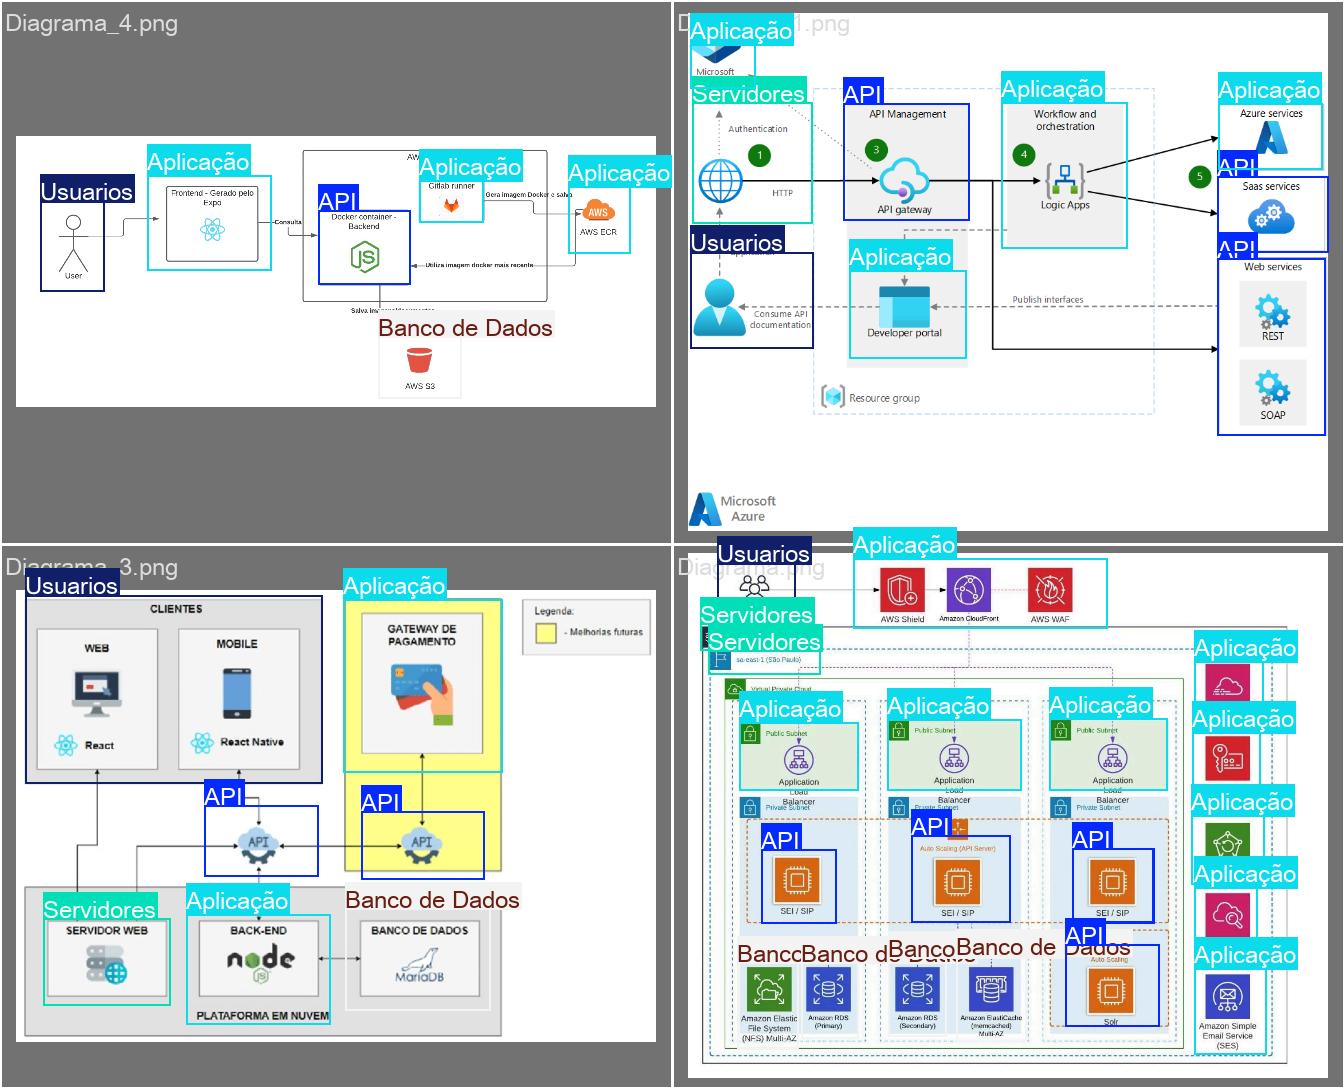 Diagrama_4.png
Usuarios
User
Aplicação
Frontend - Gerado pelo
Expo
Consulta
API
Docker container -
Backend
Aplicação
Gitlab runner
Gera imagem Docker e salva
Aplicação
AWS
AWS ECR
Utiliza imagem docker mais recente
Banco de Dados
AWS S3
.png
Aplicação
Microsoft
Servidores
Authentication
1
HTTP
API
API Management
3
API gateway
Aplicação
Workflow and
orchestration
4
Logic Apps
Aplicação
Azure services
5
API
Saas services
API
Web services
REST
SOAP
Usuarios
Consume API
documentation
Aplicação
Developer portal
Publish interfaces
Resource group
Microsoft
Azure
3.png
Usuarios
CLIENTES
WEB
React
MOBILE
React Native
Aplicação
GATEWAY DE
PAGAMENTO
Legenda:
- Melhorias futuras
API
API
API
API
Servidores
SERVIDOR WEB
Aplicação
BACK-END
node
JS
Banco de Dados
BANCO DE DADOS
MariaDB
PLATAFORMA EM NUVEM
.png
Usuarios
Aplicação
AWS Shield
Amazon CloudFront
AWS WAF
Servidores
Servidores
sa-east-1 (São Paulo)
Virtual Private Cloud
Aplicação
Public Subnet
Application
Load
Balancer
Aplicação
Public Subnet
Application
Load
Balancer
Aplicação
Public Subnet
Application
Load
Balancer
Private Subnet
Private Subnet
Private Subnet
API
SEI / SIP
API
Auto Scaling (API Server)
SEI / SIP
API
SEI / SIP
Banco de Dados
API
Auto Scaling
Solr
Amazon Elastic
File System
(NFS) Multi-AZ
Amazon RDS
(Primary)
Amazon RDS
(Secondary)
Amazon ElastiCache
(memcached)
Multi-AZ
Aplicação
Aplicação
Aplicação
Aplicação
Aplicação
Amazon Simple
Email Service
(SES)